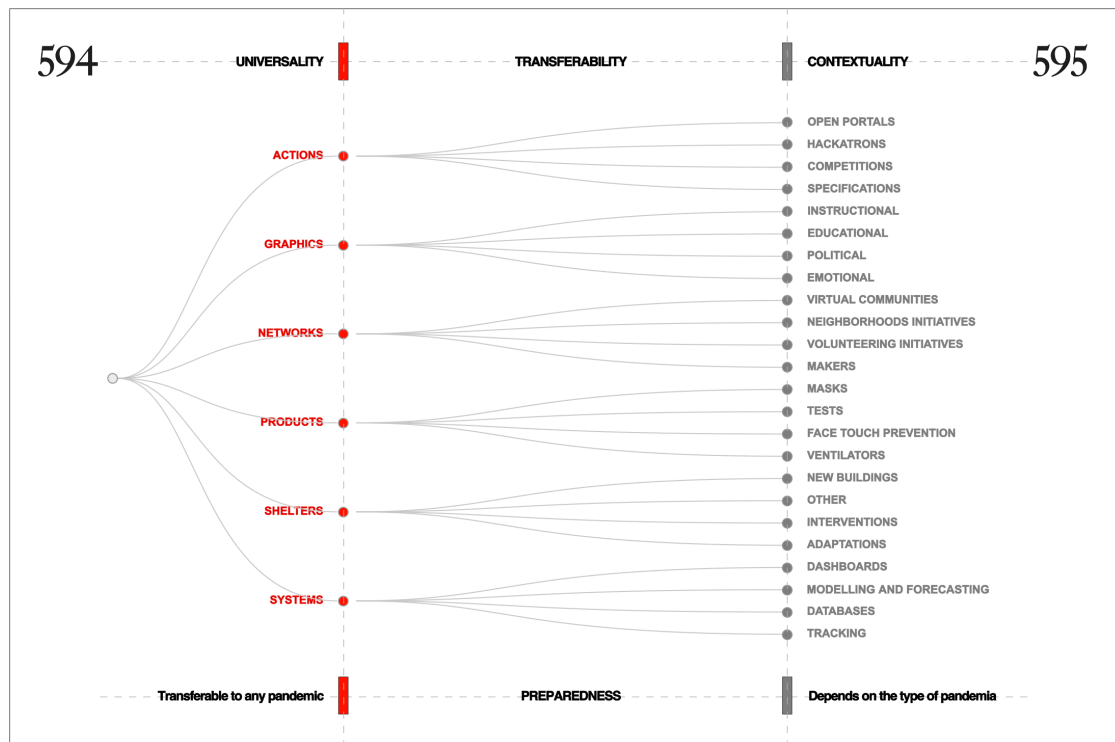 594 UNIVERSALITY TRANSFERABILITY CONTEXTUALITY 595
ACTIONS
OPEN PORTALS
HACKATRONS
COMPETITIONS
SPECIFICATIONS
GRAPHICS
INSTRUCTIONAL
EDUCATIONAL
POLITICAL
EMOTIONAL
NETWORKS
VIRTUAL COMMUNITIES
NEIGHBORHOODS INITIATIVES
VOLUNTEERING INITIATIVES
MAKERS
PRODUCTS
MASKS
TESTS
FACE TOUCH PREVENTION
VENTILATORS
SHELTERS
NEW BUILDINGS
OTHER
INTERVENTIONS
ADAPTATIONS
SYSTEMS
DASHBOARDS
MODELLING AND FORECASTING
DATABASES
TRACKING
Transferable to any pandemic PREPAREDNESS Depends on the type of pandemia